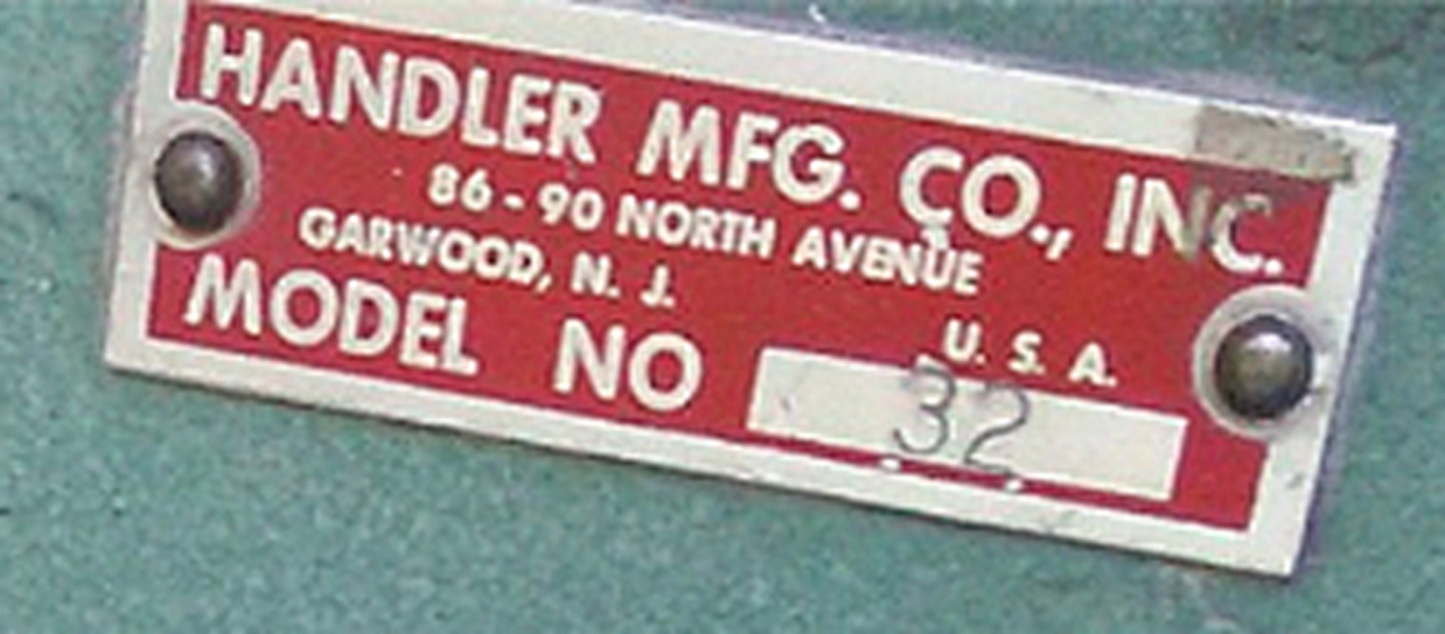 HANDLER MFG. CO., INC.
86-90 NORTH AVENUE
GARWOOD, N. J.
U. S. A.
MODEL NO 32